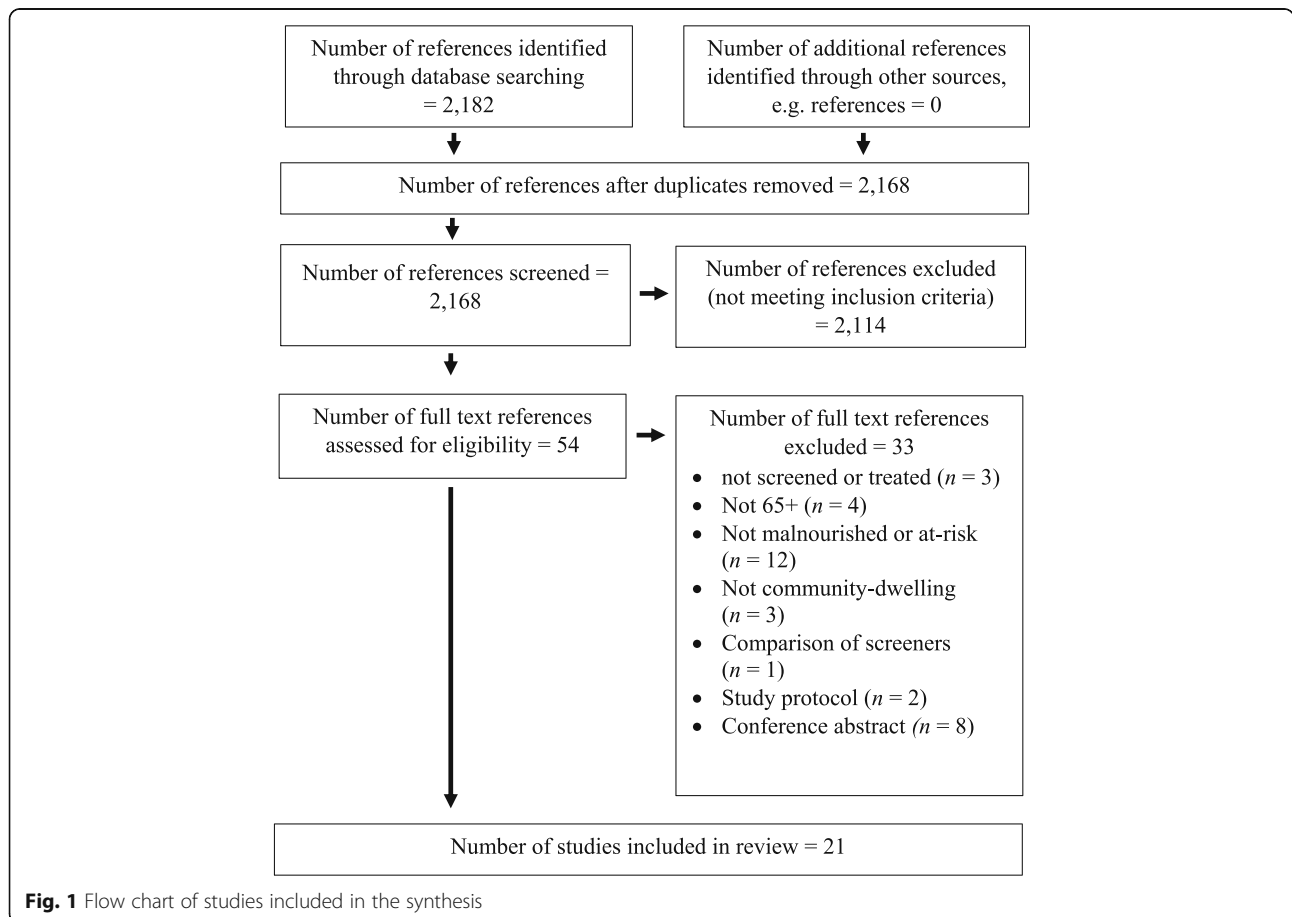 Number of references identified
through database searching
= 2,182
Number of additional references
identified through other sources,
e.g. references = 0
Number of references after duplicates removed = 2,168
Number of references screened =
2,168
Number of references excluded
(not meeting inclusion criteria)
= 2,114
Number of full text references
assessed for eligibility = 54
Number of full text references
excluded = 33
• not screened or treated (n = 3)
• Not 65+ (n = 4)
• Not malnourished or at-risk
(n = 12)
• Not community-dwelling
(n = 3)
• Comparison of screeners
(n = 1)
• Study protocol (n = 2)
• Conference abstract (n = 8)
Number of studies included in review = 21
Fig. 1 Flow chart of studies included in the synthesis